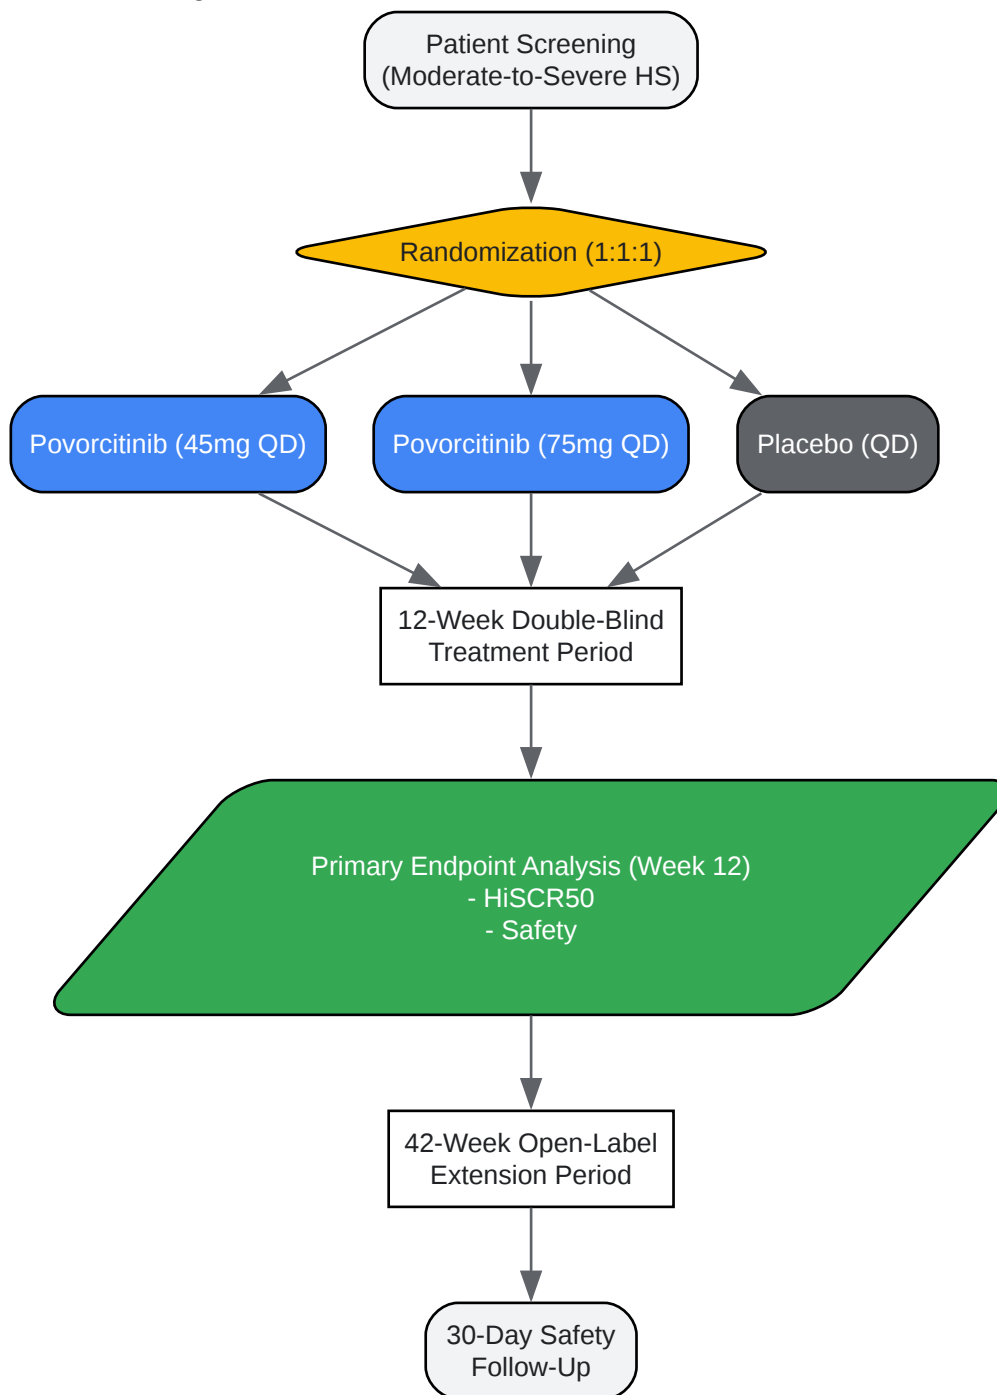 Patient Screening
(Moderate-to-Severe HS)
Randomization (1:1:1)
Povorcitinib (45mg QD)
Povorcitinib (75mg QD)
Placebo (QD)
12-Week Double-Blind
Treatment Period
Primary Endpoint Analysis (Week 12)
- HiSCR50
- Safety
42-Week Open-Label
Extension Period
30-Day Safety
Follow-Up